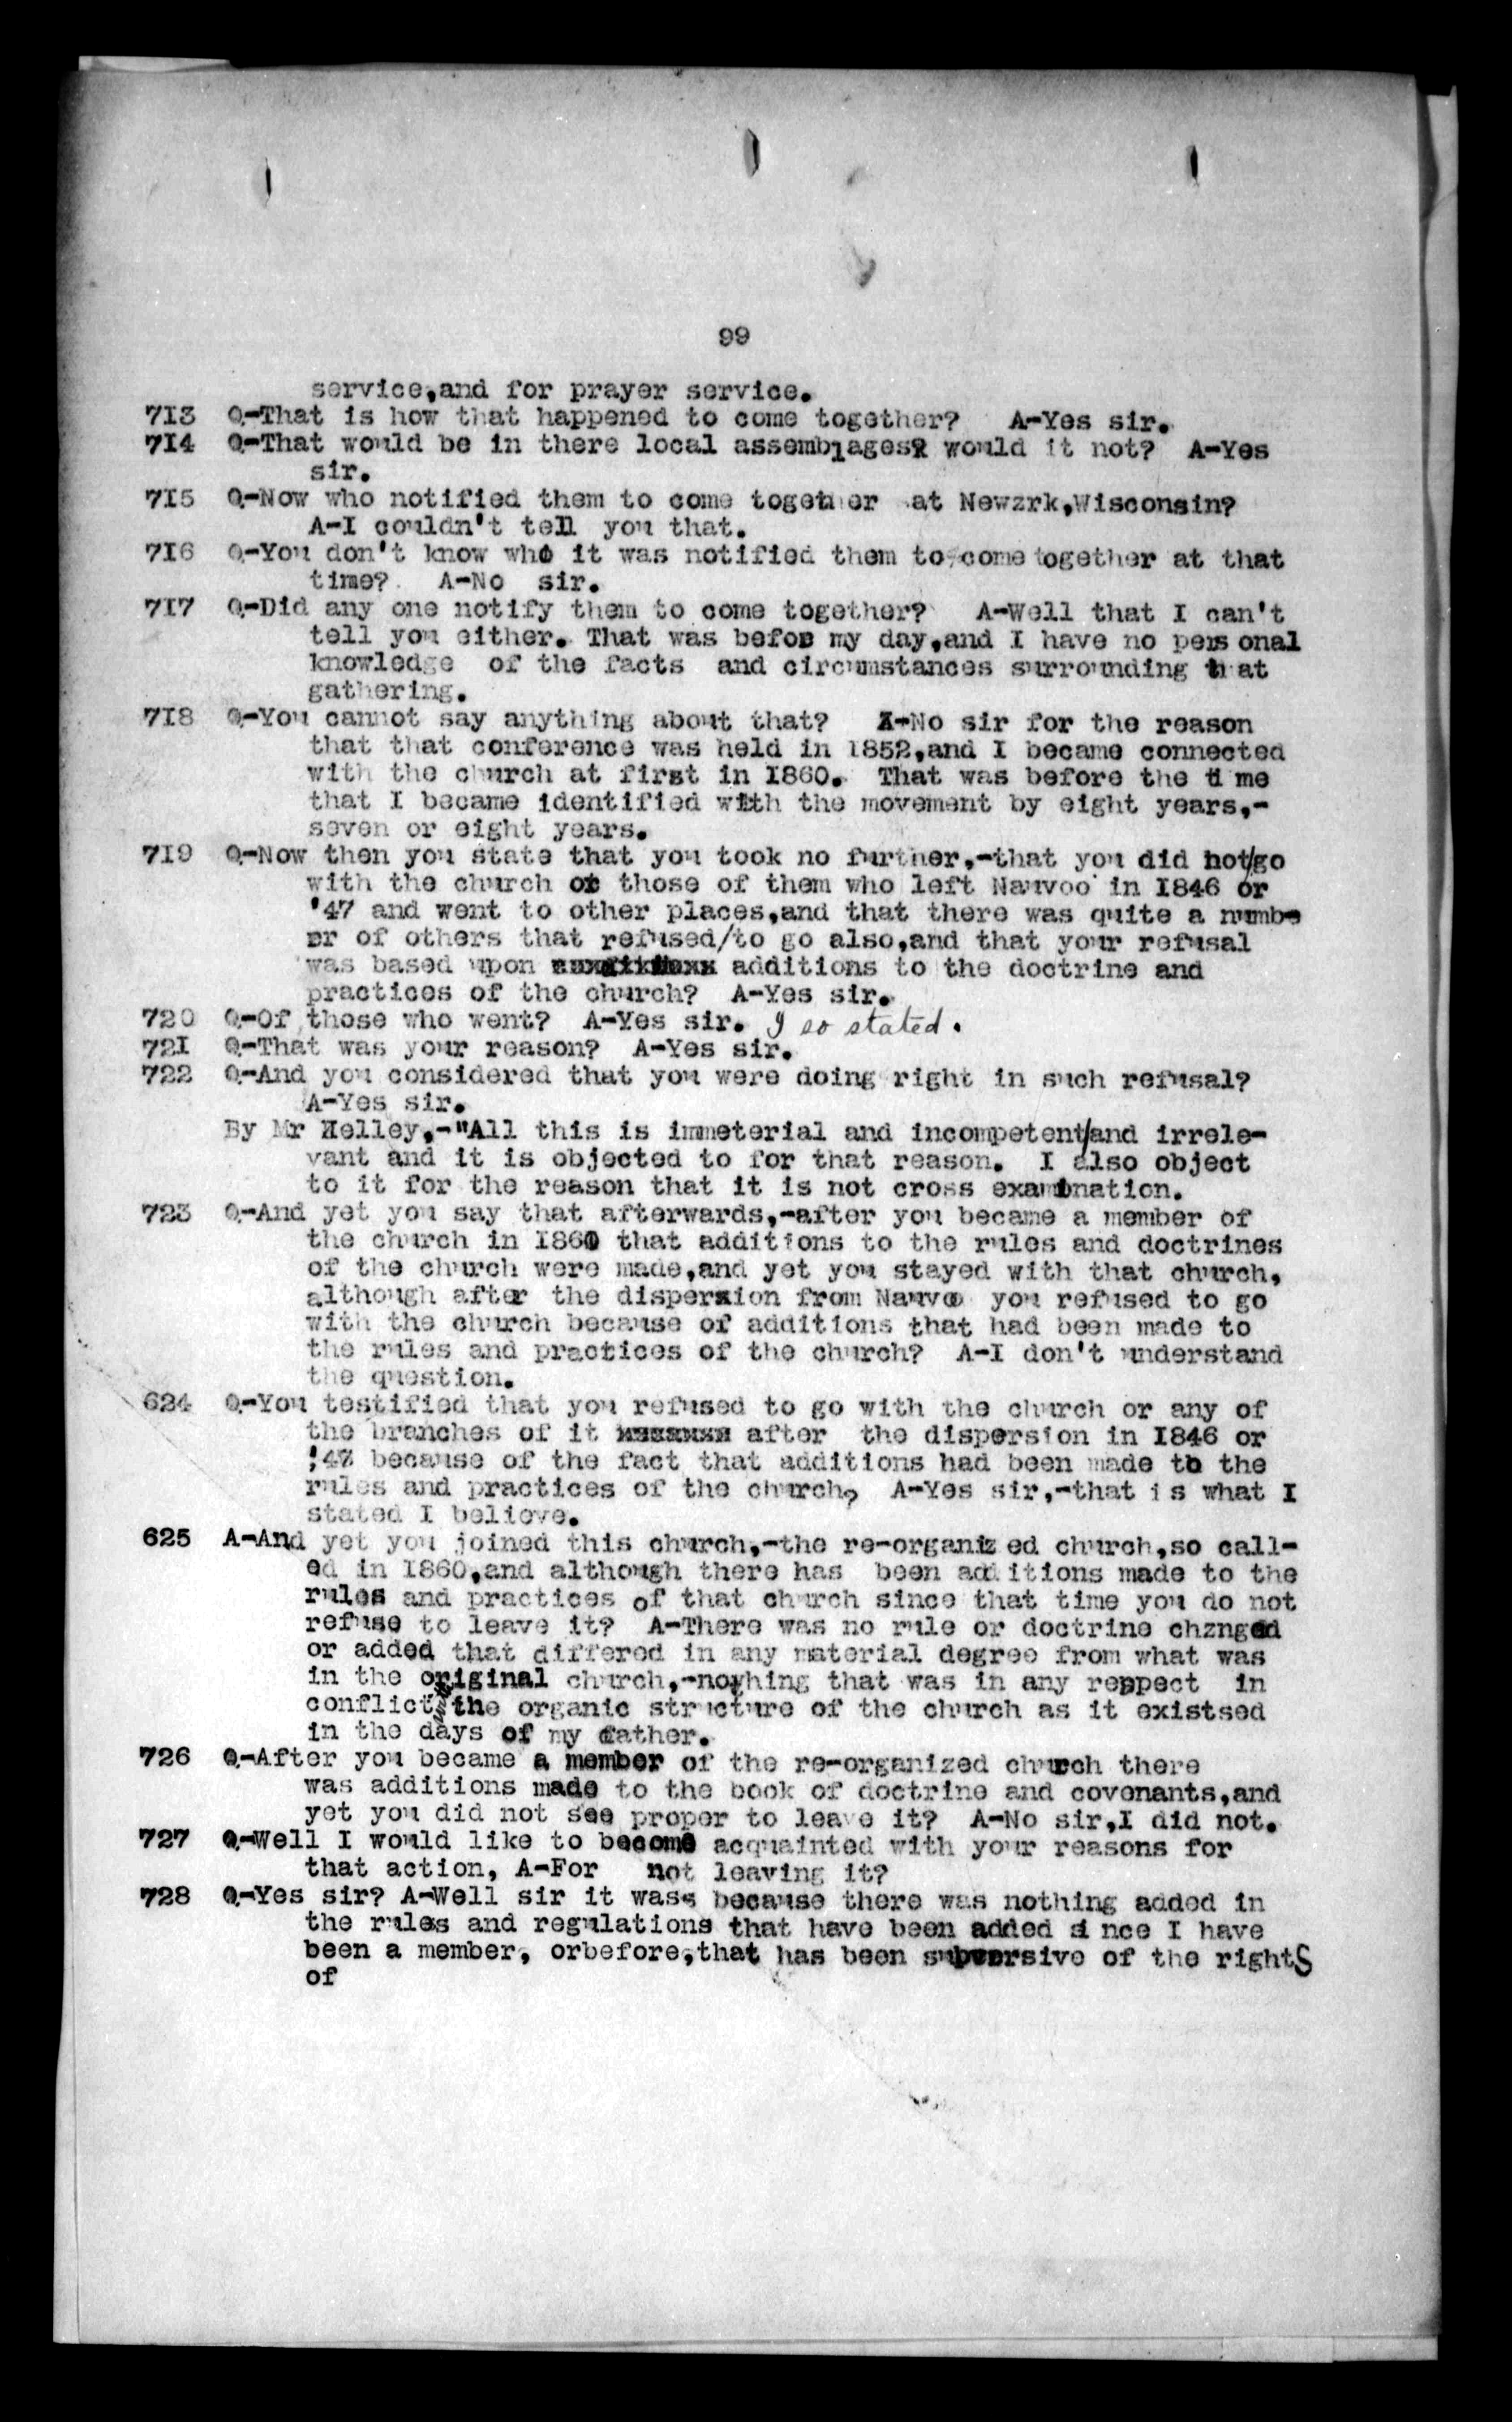 99
service,and for prayer service.
713 Q-That is how that happened to come together? A-Yes sir.
714 Q-That would be in there local assemblages? would it not? A-Yes
sir.
715 Q-Now who notified them to come together at Newzrk,Wisconsin?
A-I couldn't tell you that.
716 Q-You don't know who it was notified them to come together at that
time? A-No sir.
717 Q-Did any one notify them to come together? A-Well that I can't
tell you either. That was before my day,and I have no pers onal
knowledge of the facts and circumstances surrounding that
gathering.
718 Q-You cannot say anything about that? A-No sir for the reason
that that conference was held in 1852,and I became connected
with the church at first in 1860. That was before the ti me
that I became identified with the movement by eight years,-
seven or eight years.
719 Q-Now then you state that you took no further,-that you did not/go
with the church or those of them who left Nauvoo in 1846 or
'47 and went to other places,and that there was quite a numbe
er of others that refused/to go also,and that your refusal
was based upon additions to the doctrine and
practices of the church? A-Yes sir.
720 Q-Of those who went? A-Yes sir. I so stated.
721 Q-That was your reason? A-Yes sir.
722 Q-And you considered that you were doing right in such refusal?
A-Yes sir.
By Mr Kelley,-"All this is immeterial and incompetent/and irrele-
vant and it is objected to for that reason. I also object
to it for the reason that it is not cross examination.
723 Q-And yet you say that afterwards,-after you became a member of
the church in 1860 that additions to the rules and doctrines
of the church were made,and yet you stayed with that church,
although after the dispersion from Nauvoo you refused to go
with the church because of additions that had been made to
the rules and practices of the church? A-I don't understand
the question.
624 Q-You testified that you refused to go with the church or any of
the branches of it after the dispersion in 1846 or
'47 because of the fact that additions had been made to the
rules and practices of the church? A-Yes sir,-that is what I
stated I believe.
625 A-And yet you joined this church,-the re-organiz ed church,so call-
ed in 1860,and although there has been additions made to the
rules and practices of that church since that time you do not
refuse to leave it? A-There was no rule or doctrine chznged
or added that differed in any material degree from what was
in the original church,-noyhing that was in any reppect in
conflict with the organic structure of the church as it existsed
in the days of my father.
726 Q-After you became a member of the re-organized church there
was additions made to the book of doctrine and covenants,and
yet you did not see proper to leave it? A-No sir,I did not.
727 Q-Well I would like to become acquainted with your reasons for
that action, A-For not leaving it?
728 Q-Yes sir? A-Well sir it wass because there was nothing added in
the rules and regulations that have been added si nce I have
been a member, orbefore,that has been subversive of the rightS
of